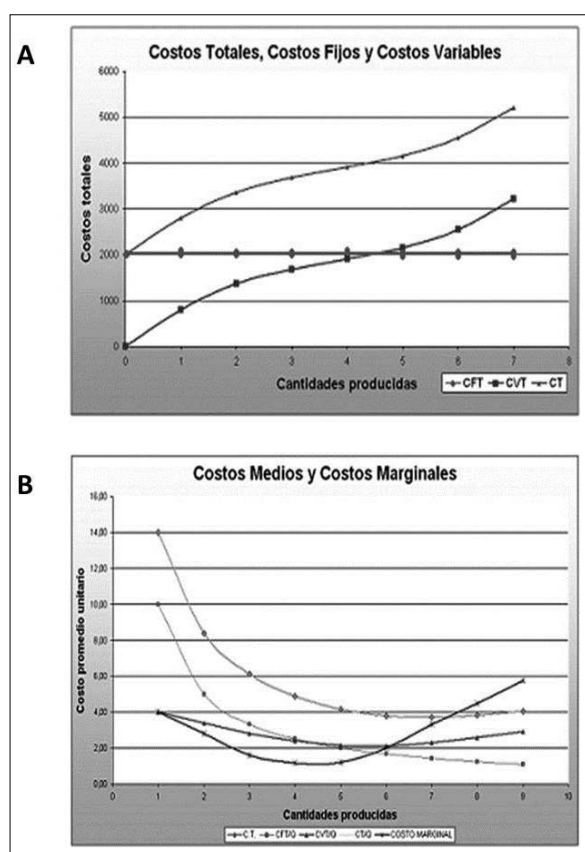 A
Costos Totales, Costos Fijos y Costos Variables
Costos totales
6000
5000
4000
3000
2000
1000
0
0 1 2 3 4 5 6 7 8
Cantidades producidas
CFT CVT CT
B
Costos Medios y Costos Marginales
Costo promedio unitario
16,00
14,00
12,00
10,00
8,00
6,00
4,00
2,00
0,00
0 1 2 3 4 5 6 7 8 9 10
Cantidades producidas
C.T. CFT/Q CVT/Q CT/Q COSTO MARGINAL